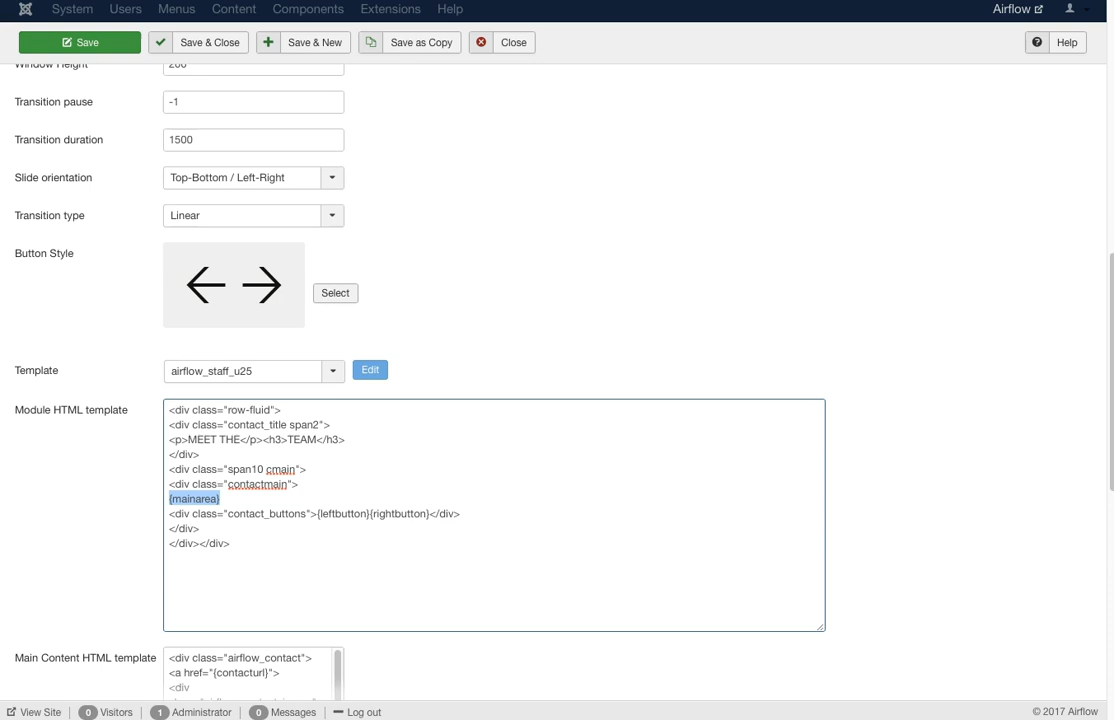 System Users Menus Content Components Extensions Help Airflow
Save Save & Close Save & New Save as Copy Close Help
Window Height 200
Transition pause -1
Transition duration 1500
Slide orientation Top-Bottom / Left-Right
Transition type Linear
Button Style
Select
Template airflow_staff_u25 Edit
Module HTML template
<div class="row-fluid">
<div class="contact_title span2">
<p>MEET THE</p><h3>TEAM</h3>
</div>
<div class="span10 cmain">
<div class="contactmain">
{mainarea}
<div class="contact_buttons">{leftbutton}{rightbutton}</div>
</div>
</div></div>
Main Content HTML template
<div class="airflow_contact">
<a href="{contacturl}">
<div
View Site 0 Visitors 1 Administrator 0 Messages Log out © 2017 Airflow